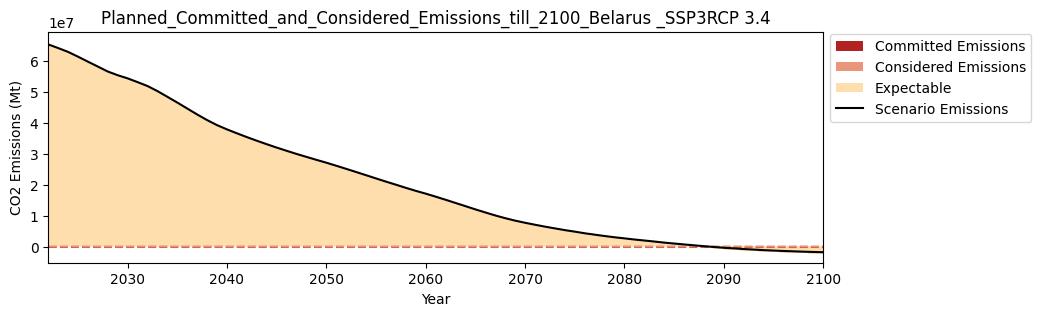 Planned_Committed_and_Considered_Emissions_till_2100_Belarus _SSP3RCP 3.4
1e7
6
5
4
3
2
1
0
CO2 Emissions (Mt)
2030 2040 2050 2060 2070 2080 2090 2100
Year
Committed Emissions
Considered Emissions
Expectable
Scenario Emissions